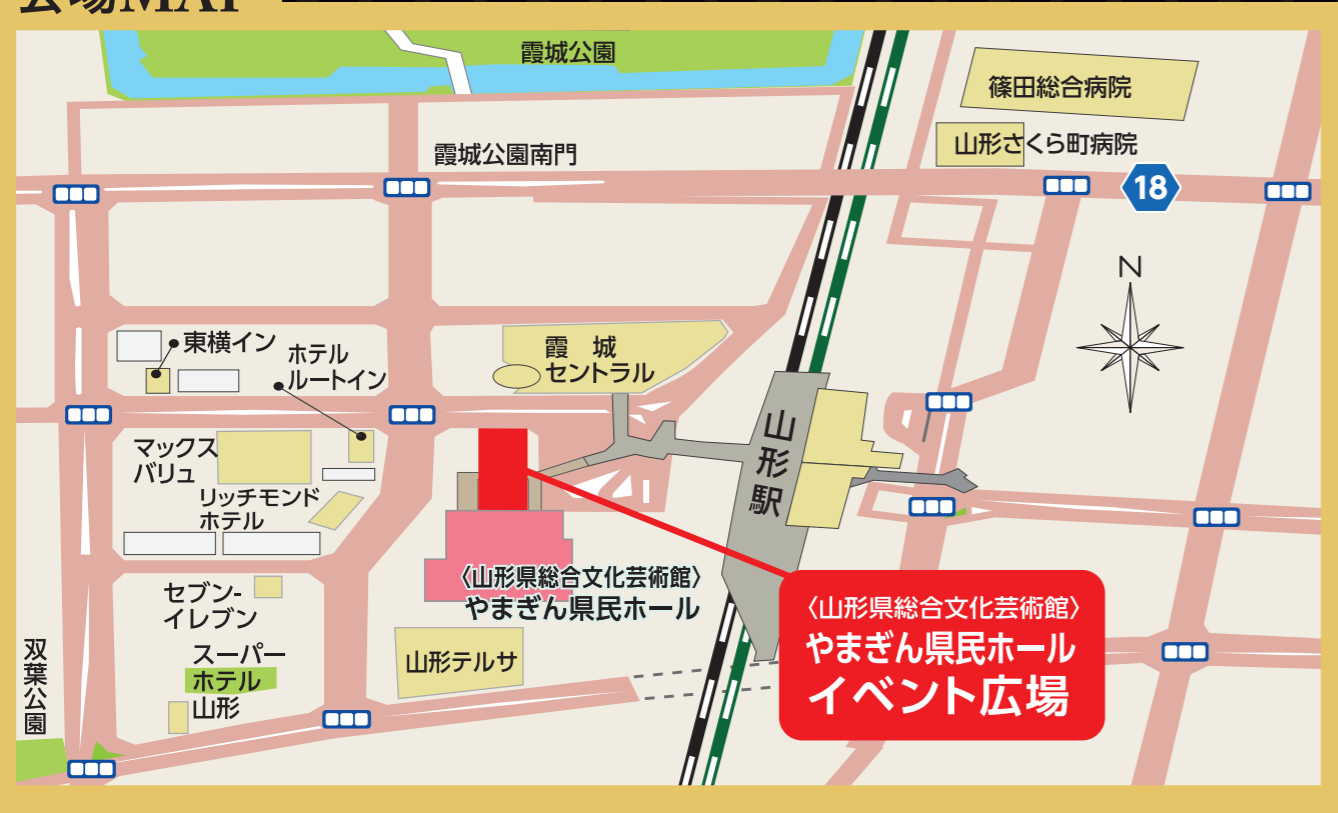 会場MAP
霞城公園
篠田総合病院
山形さくら町病院
霞城公園南門
18
N
東横イン
ホテル
ルートイン
霞 城
セントラル
マックス
バリュ
リッチモンド
ホテル
山形駅
〈山形県総合文化芸術館〉
やまぎん県民ホール
セブン-
イレブン
スーパー
ホテル
山形
双葉公園
山形テルサ
〈山形県総合文化芸術館〉
やまぎん県民ホール
イベント広場